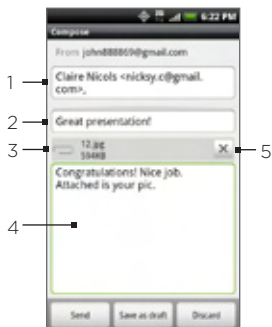 6:22 PM
Compose
From john888869@gmail.com
1
Claire Nicols <nicksy.c@gmail.
com>,
2
Great presentation!
3
12.jpg
594KB
5
Congratulations! Nice job.
Attached is your pic.
4
Send Save as draft Discard